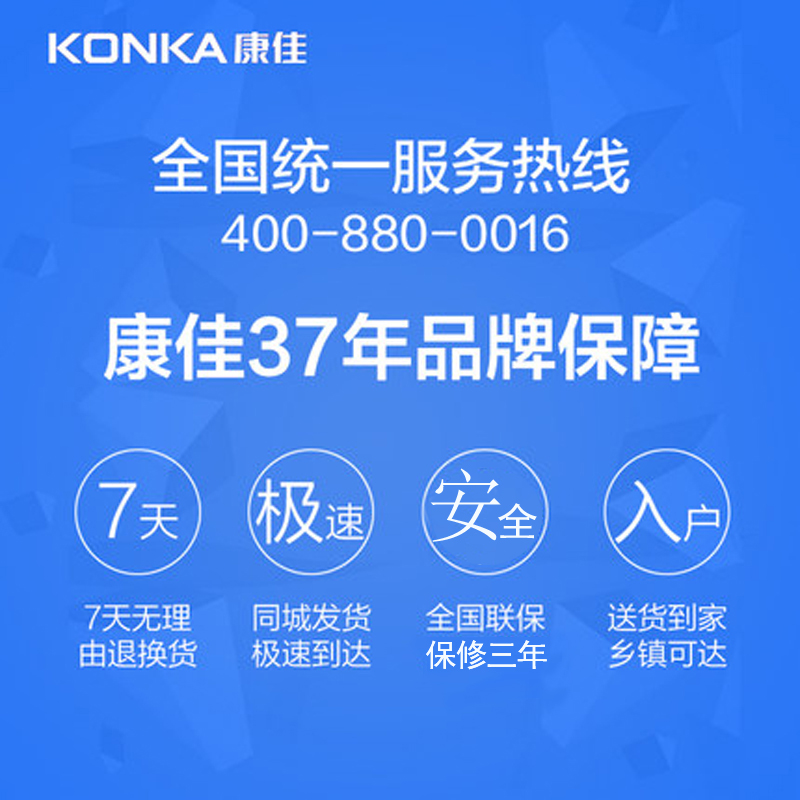 KONKA康佳
全国统一服务热线
400-880-0016
康佳37年品牌保障
7天
极速
安全
入户
7天无理
由退换货
同城发货
极速到达
全国联保
保修三年
送货到家
乡镇可达